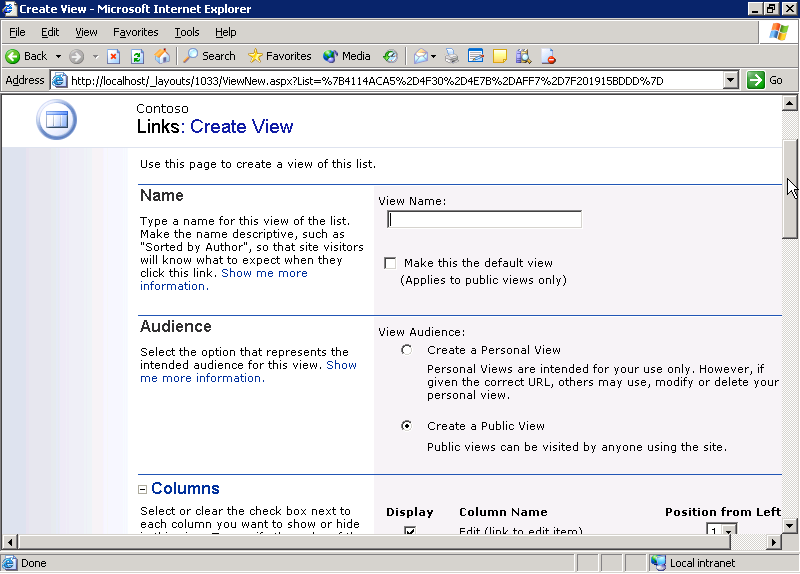 Create View - Microsoft Internet Explorer
File Edit View Favorites Tools Help
Back Search Favorites Media
Address http://localhost/_layouts/1033/ViewNew.aspx?List=%7B4114ACA5%2D4F30%2D4E7B%2DAFF7%2D7F201915BDDD%7D Go
Contoso
Links: Create View
Use this page to create a view of this list.
Name
Type a name for this view of the list.
Make the name descriptive, such as
"Sorted by Author", so that site visitors
will know what to expect when they
click this link. Show me more
information.
View Name:
Make this the default view
(Applies to public views only)
Audience
Select the option that represents the
intended audience for this view. Show
me more information.
View Audience:
Create a Personal View
Personal Views are intended for your use only. However, if
given the correct URL, others may use, modify or delete your
personal view.
Create a Public View
Public views can be visited by anyone using the site.
Columns
Select or clear the check box next to
each column you want to show or hide
Display Column Name Position from Left
Edit (link to edit item) 1
Done Local intranet